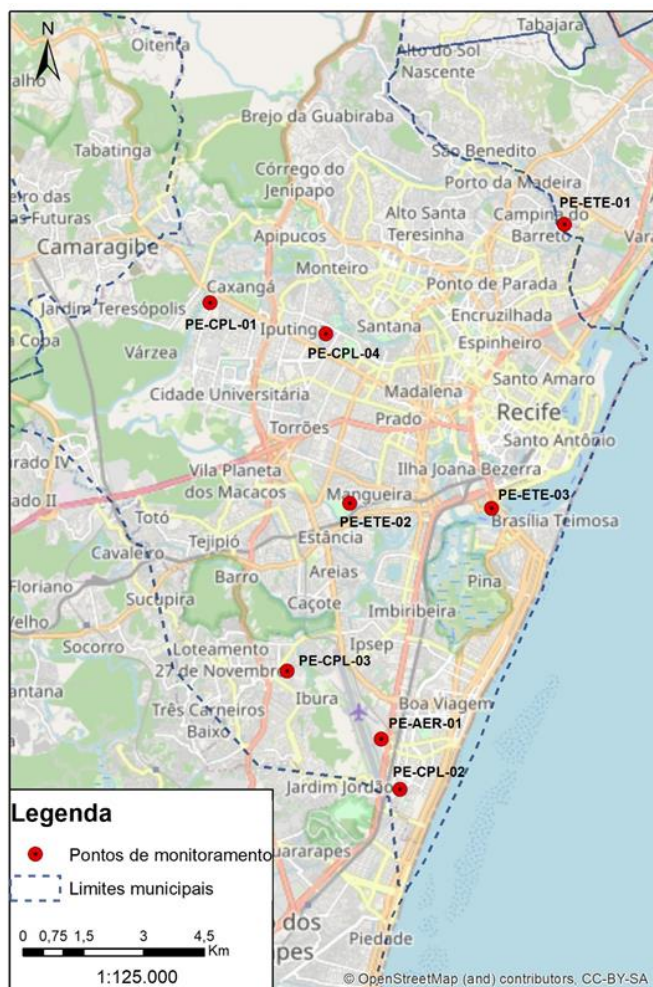 N
Tabajara
Oitenta
Alto do Sol
Nascente
Brejo da Guabiraba
Tabatinga
São Benedito
Córrego do
Jenipapo
Porto da Madeira
PE-ETE-01
das
s Futuras
Alto Santa
Teresinha
Campina do
Barreto
Camaragibe
Apipucos
Monteiro
Caxangá
Ponto de Parada
Jardim Teresópolis
PE-CPL-01
Iputinga
Santana
Encruzilhada
Copa
Várzea
PE-CPL-04
Espinheiro
Cidade Universitária
Madalena
Santo Amaro
Prado
Recife
Torrões
Santo Antônio
Vila Planeta
dos Macacos
Ilha Joana Bezerra
Mangueira
PE-ETE-03
Totó
PE-ETE-02
Brasília Teimosa
Cavaleiro
Tejipió
Estância
Barro
Areias
Pina
Floriano
Sucupira
Caçote
Imbiribeira
Socorro
Loteamento
27 de Novembro
Ipsep
PE-CPL-03
Ibura
Três Carneiros
Baixo
Boa Viagem
PE-AER-01
PE-CPL-02
Jardim Jordão
Legenda
Pontos de monitoramento
Limites municipais
dos
Piedade
0 0,75 1,5 3 4,5
Km
1:125.000
© OpenStreetMap (and) contributors, CC-BY-SA